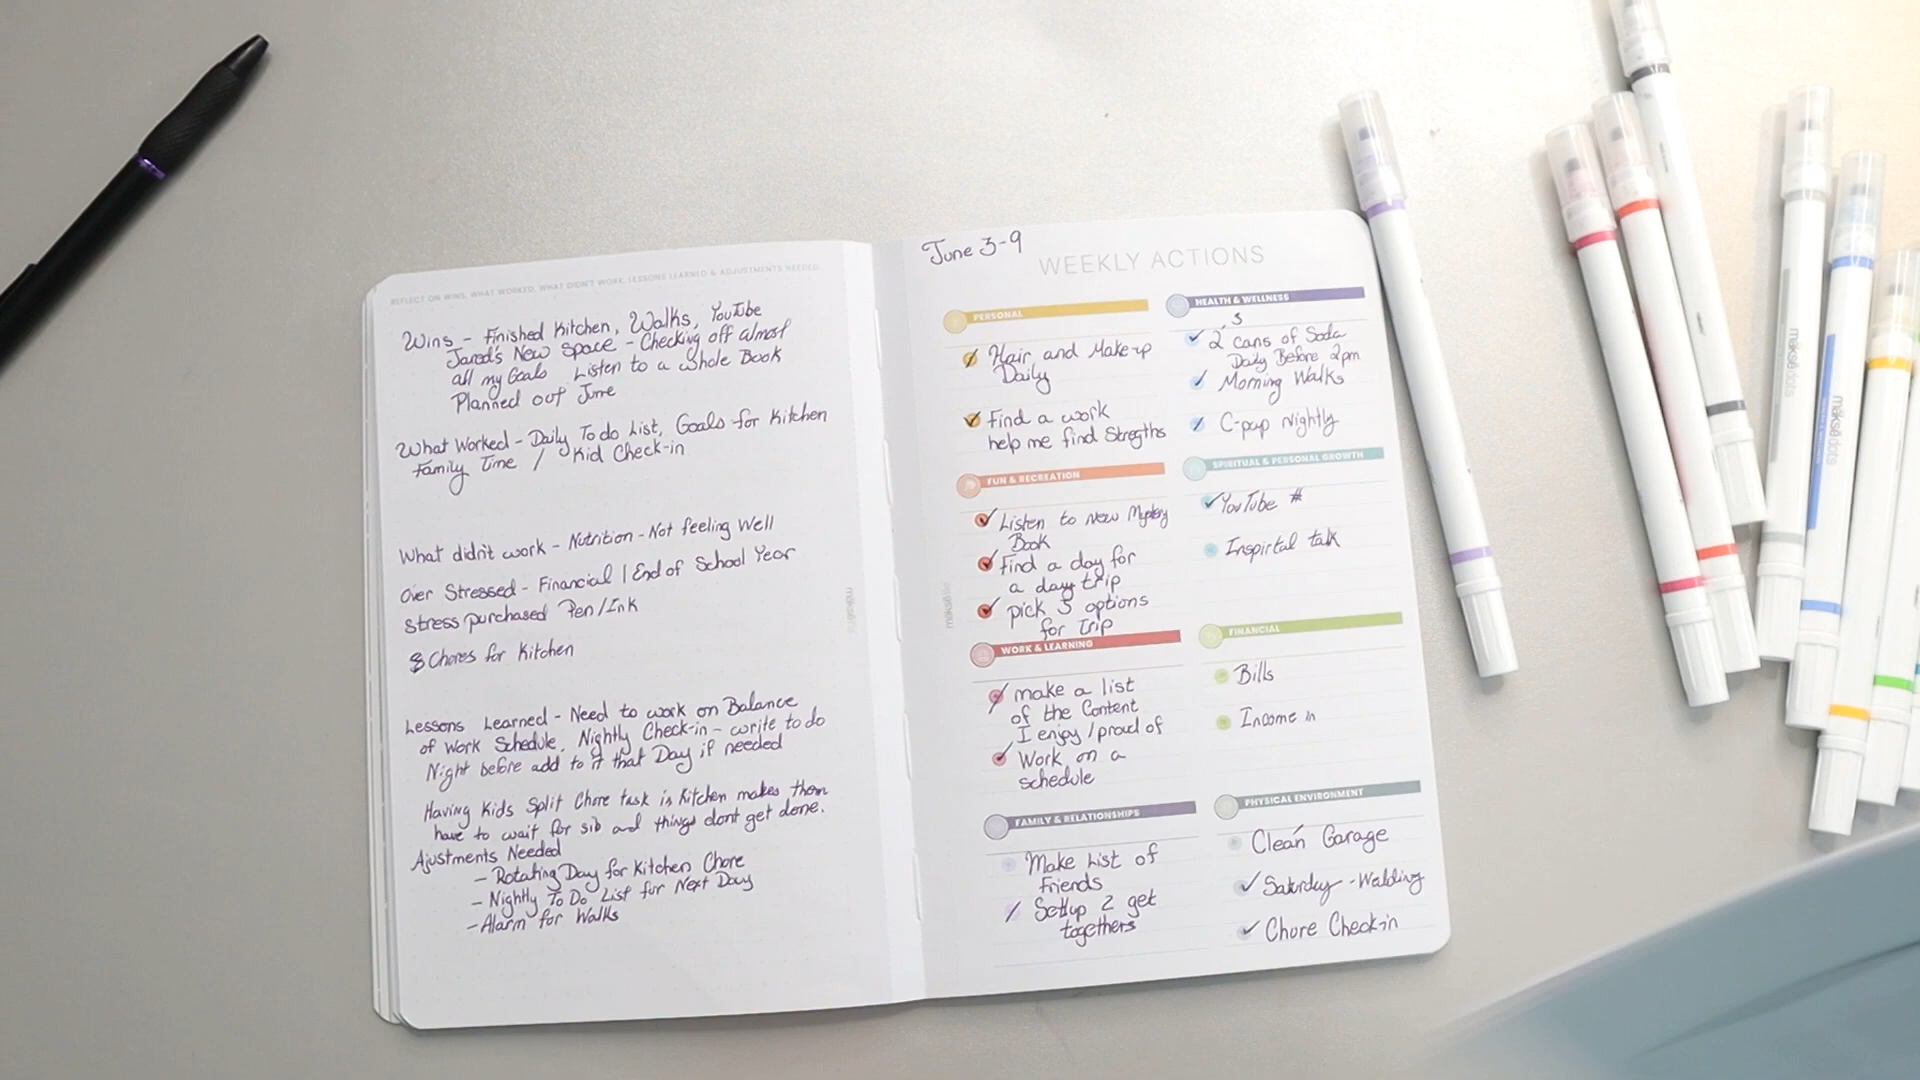 REFLECT ON WINS, WHAT WORKED, WHAT DIDN'T WORK, LESSONS LEARNED & ADJUSTMENTS NEEDED.
Wins - Finished Kitchen, Walks, YouTube
Jared's New Space - Checking off almost
all my Goals Listen to a whole Book
Planned out June
What Worked - Daily To do List, Goals for Kitchen
Family Time / Kid Check-in
What didn't work - Nutrition - Not feeling Well
Over Stressed - Financial | End of School Year
Stress purchased Pen/Ink
Chores for Kitchen
Lessons Learned - Need to work on Balance
of Work Schedule, Nightly Check-in - write to do
Night before add to it that Day if needed
Having Kids Split Chore task in Kitchen makes them
have to wait for sib and things dont get done.
Ajustments Needed
- Rotating Day for Kitchen Chore
- Nightly To Do List for Next Day
- Alarm for Walks
June 3-9
WEEKLY ACTIONS
PERSONAL
Hair and Make-up
Daily
Find a work
help me find
FUN & RECREATION
Listen to New Mystery
Book
Find a day for
a day trip
pick 3 options
for trip
WORK & LEARNING
make a list
of the Content
I enjoy / proud of
Work on a
schedule
FAMILY & RELATIONSHIPS
Make List of
Friends
Settup 2 get
togethers
HEALTH & WELLNESS
2 cans of Soda
Daily Before 2pm
Morning Walks
C-pap Nightly
SPIRITUAL & PERSONAL GROWTH
YouTube #
Inspirtal talk
FINANCIAL
Bills
Income in
PHYSICAL ENVIRONMENT
Clean Garage
Saturday -
Chore Check-in
makselife